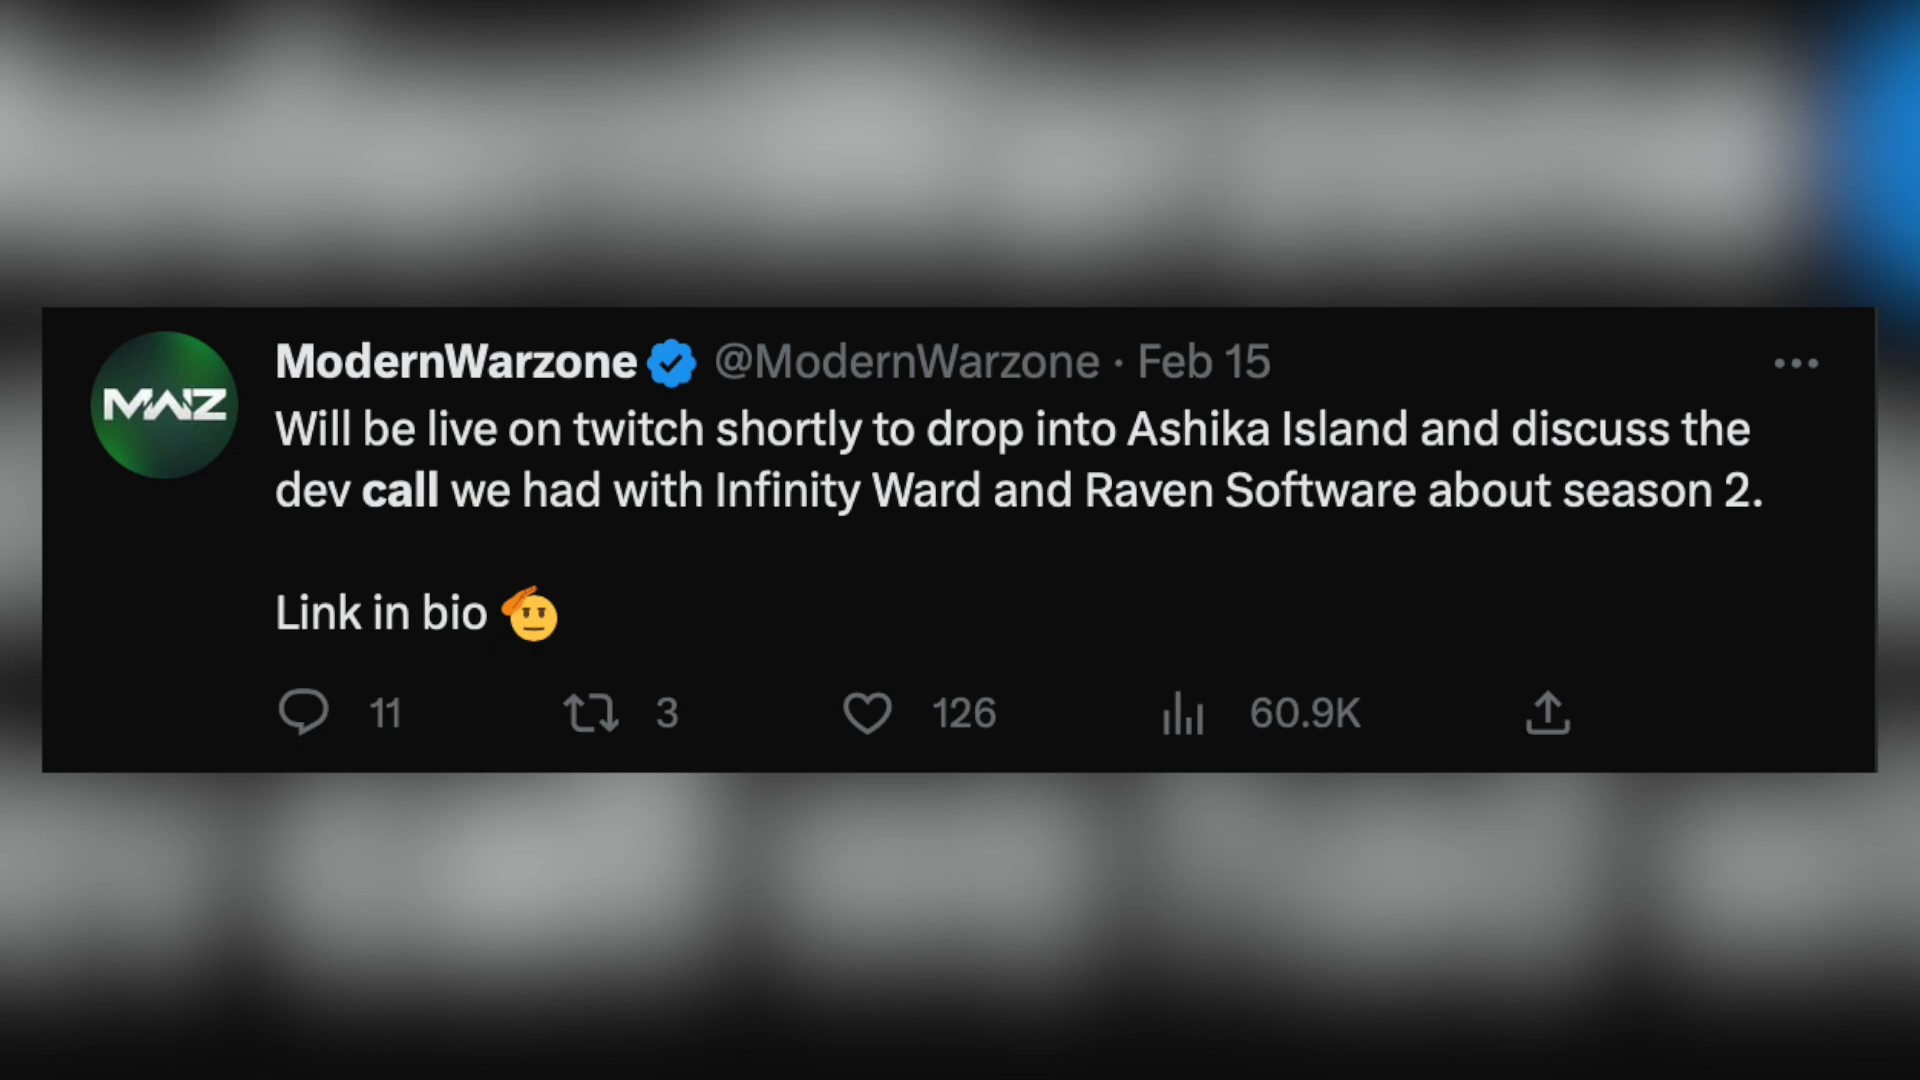 MWZ
ModernWarzone @ModernWarzone · Feb 15
Will be live on twitch shortly to drop into Ashika Island and discuss the
dev call we had with Infinity Ward and Raven Software about season 2.
Link in bio 🫡
11 3 126 60.9K